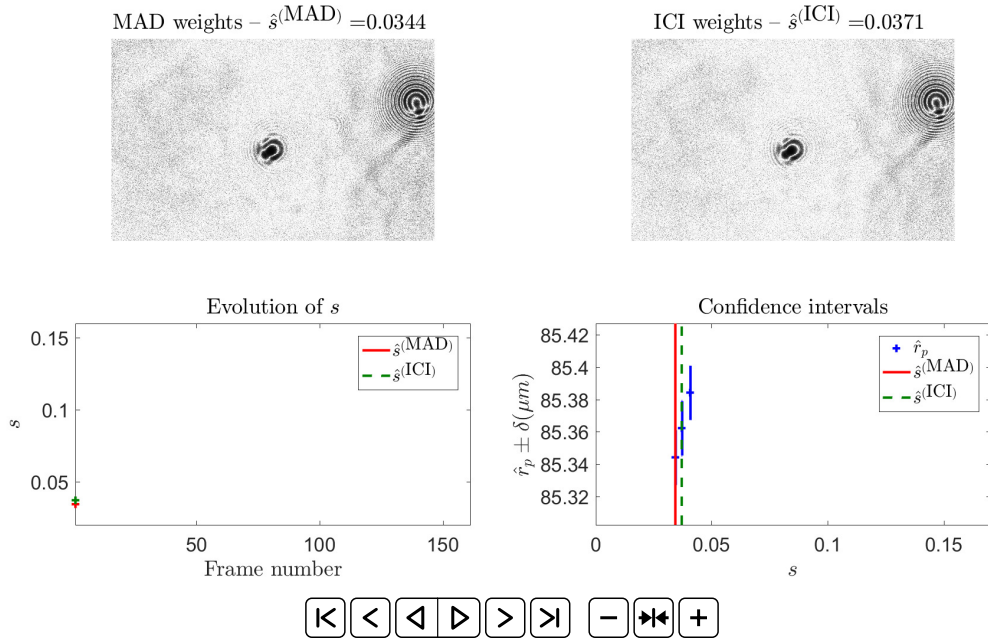 MAD weights – ŝ(MAD) =0.0344
ICI weights – ŝ(ICI) =0.0371
Evolution of s
0.15
0.1
0.05
s
50
100
150
Frame number
ŝ(MAD)
ŝ(ICI)
Confidence intervals
85.42
85.4
85.38
85.36
85.34
85.32
r̂p ± δ(μm)
0
0.05
0.1
0.15
s
r̂p
ŝ(MAD)
ŝ(ICI)